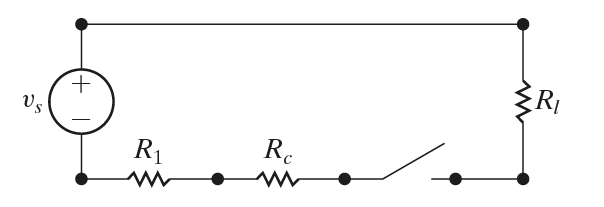 +
v_s
−
R_l
R_1 R_c